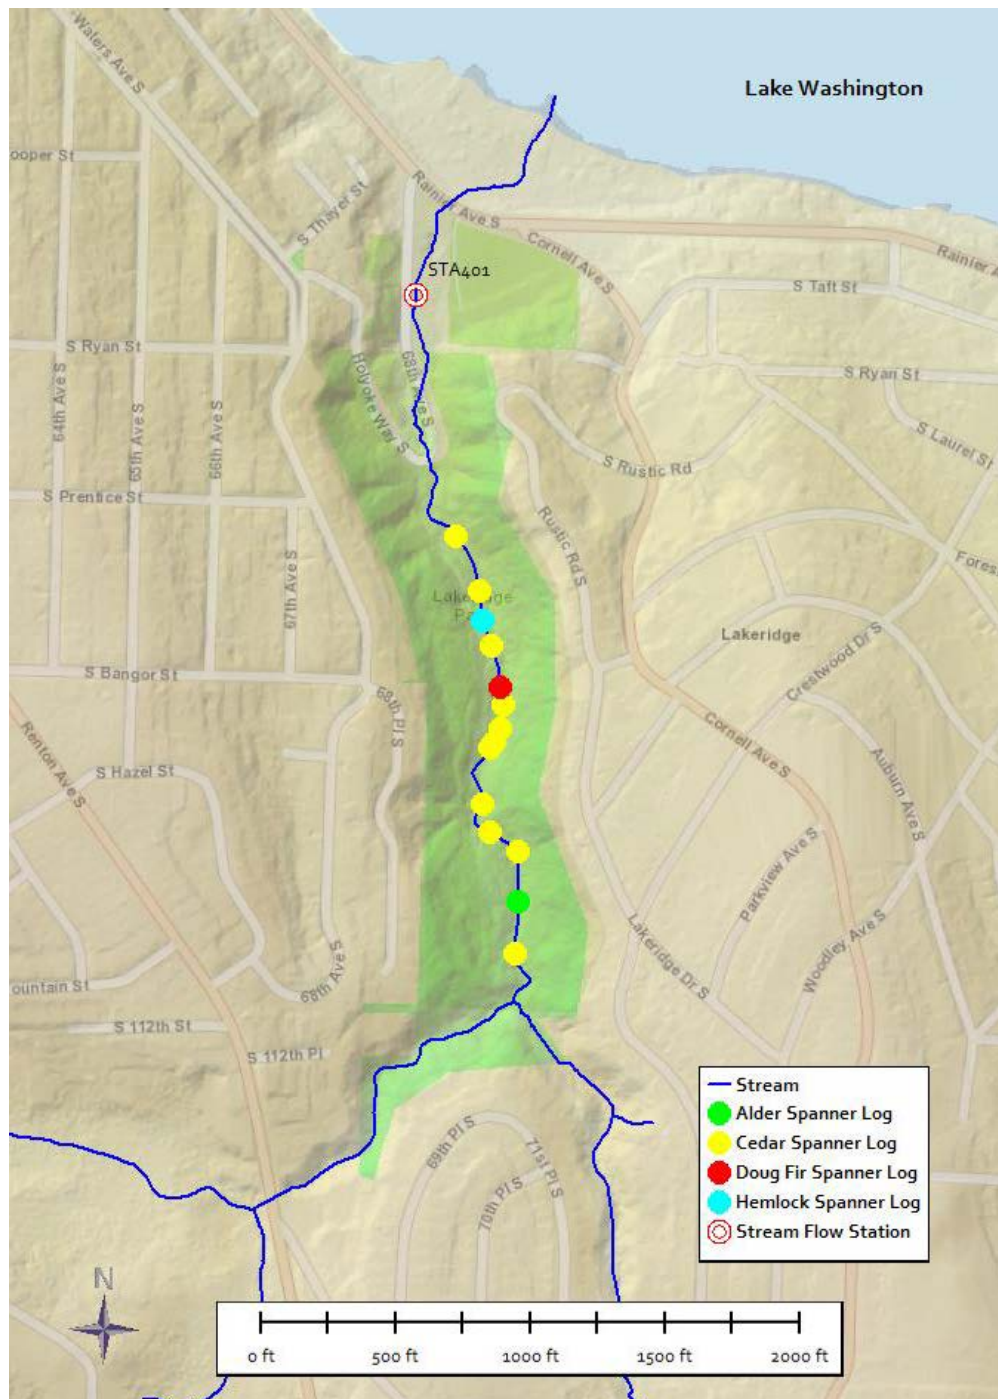 Lake Washington
Waters Ave S
ooper St
S Thayer St
Rainier Ave S
Cornell Ave S
Rainier A
STA401
S Taft St
S Ryan St
S Ryan St
64th Ave S
65th Ave S
66th Ave S
Holyoke Way S
68th Ave S
S Laurel St
S Rustic Rd
S Prentice St
Rustic Rd S
Fores
67th Ave S
Lakeridge
Park
Lakeridge
Crestwood Dr S
S Bangor St
68th Pl S
Renton Ave S
Cornell Ave S
S Hazel St
Auburn Ave S
Parkview Ave S
Woodley Ave S
Lakeridge Dr S
68th Ave S
ountain St
S 112th St
S 112th Pl
69th Pl S
71st Pl S
70th Pl S
Stream
Alder Spanner Log
Cedar Spanner Log
Doug Fir Spanner Log
Hemlock Spanner Log
Stream Flow Station
N
0 ft 500 ft 1000 ft 1500 ft 2000 ft